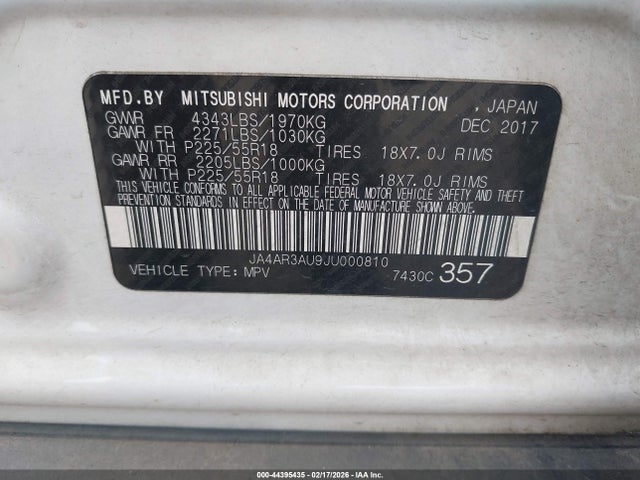 MFD.BY MITSUBISHI MOTORS CORPORATION , JAPAN
GVWR 4343LBS/1970KG DEC 2017
GAWR FR 2271LBS/1030KG
WITH P225/55R18 TIRES 18X7.0J RIMS
GAWR RR 2205LBS/1000KG
WITH P225/55R18 TIRES 18X7.0J RIMS
THIS VEHICLE CONFORMS TO ALL APPLICABLE FEDERAL MOTOR VEHICLE SAFETY AND THEFT PREVENTION
STANDARDS IN EFFECT ON THE DATE OF MANUFACTURE SHOWN ABOVE.
JA4AR3AU9JU000810
VEHICLE TYPE: MPV 7430C 357
000-44395435 - 02/17/2026 - IAA Inc.